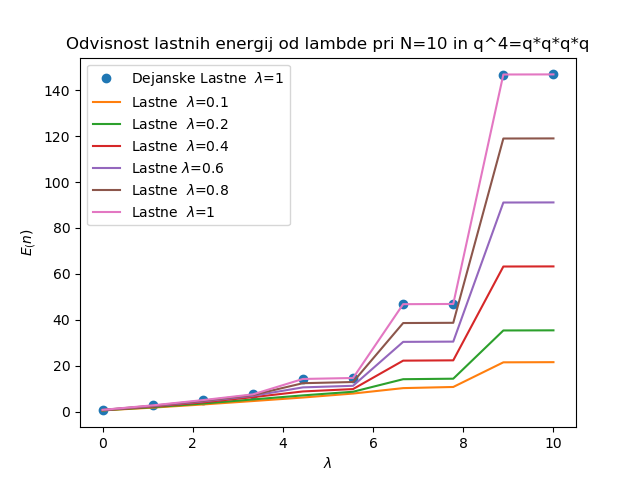 Odvisnost lastnih energij od lambde pri N=10 in q^4=q*q*q*q
Dejanske Lastne λ=1
Lastne λ=0.1
Lastne λ=0.2
Lastne λ=0.4
Lastne λ=0.6
Lastne λ=0.8
Lastne λ=1
E₍n)
140
120
100
80
60
40
20
0
0 2 4 6 8 10
λ